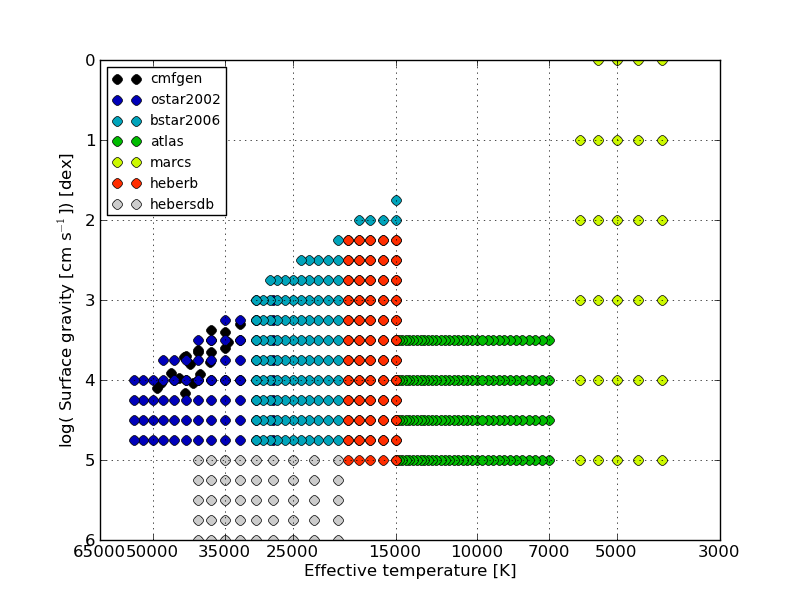 0
1
2
3
4
5
6
log( Surface gravity [cm s⁻¹ ]) [dex]
cmfgen
ostar2002
bstar2006
atlas
marcs
heberb
hebersdb
65000 50000 35000 25000 15000 10000 7000 5000 3000
Effective temperature [K]